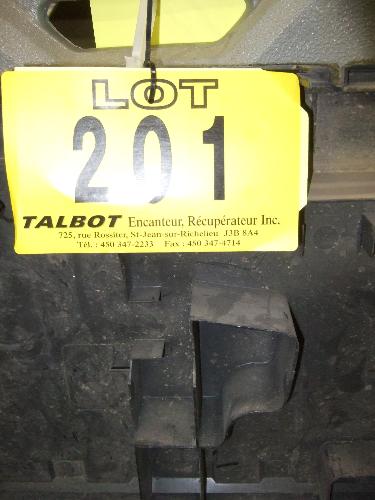 LOT
201
TALBOT Encanteur, Récupérateur Inc.
725, rue Rossiter, St-Jean-sur-Richelieu J3B 8A4
Tél. : 450 347-2233 Fax : 450 347-4714